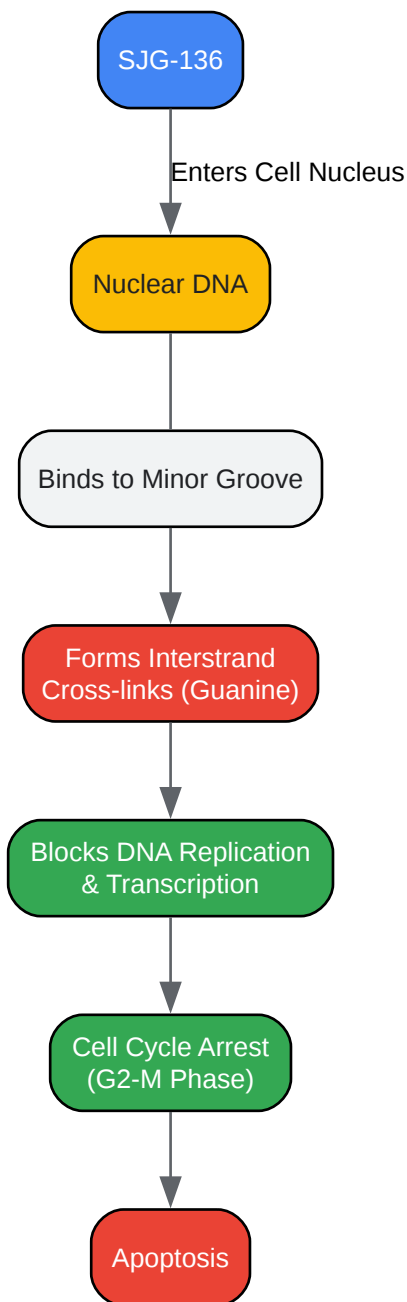 SJG-136
Enters Cell Nucleus
Nuclear DNA
Binds to Minor Groove
Forms Interstrand
Cross-links (Guanine)
Blocks DNA Replication
& Transcription
Cell Cycle Arrest
(G2-M Phase)
Apoptosis